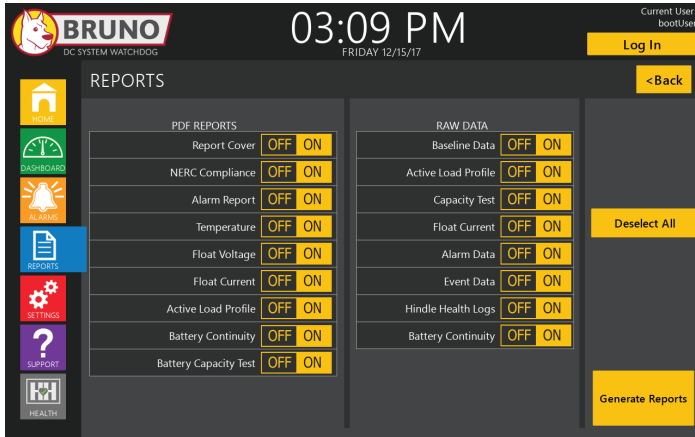 BRUNO
DC SYSTEM WATCHDOG
03:09 PM
FRIDAY 12/15/17
Current User
bootUser
Log In
REPORTS
<Back
HOME
DASHBOARD
ALARMS
REPORTS
SETTINGS
?
SUPPORT
HEALTH
PDF REPORTS
Report Cover OFF ON
NERC Compliance OFF ON
Alarm Report OFF ON
Temperature OFF ON
Float Voltage OFF ON
Float Current OFF ON
Active Load Profile OFF ON
Battery Continuity OFF ON
Battery Capacity Test OFF ON
RAW DATA
Baseline Data OFF ON
Active Load Profile OFF ON
Capacity Test OFF ON
Float Current OFF ON
Alarm Data OFF ON
Event Data OFF ON
Hindle Health Logs OFF ON
Battery Continuity OFF ON
Deselect All
Generate Reports